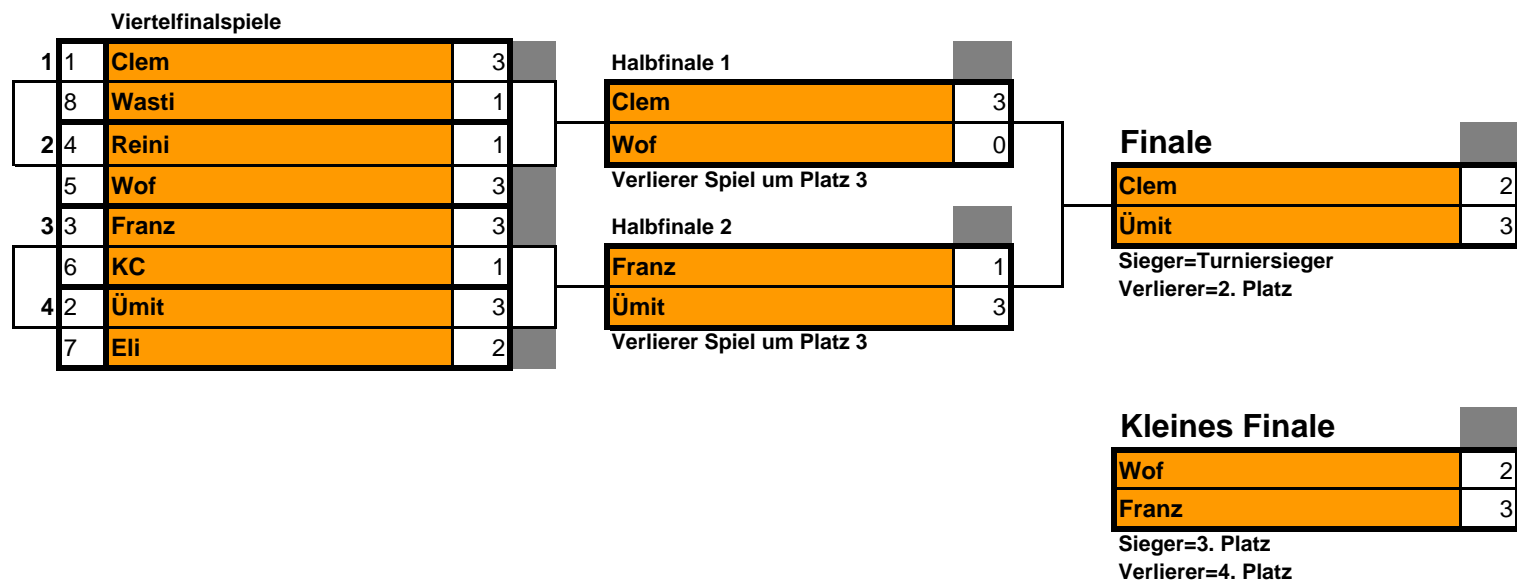 Viertelfinalspiele
1 1 Clem 3
8 Wasti 1
2 4 Reini 1
5 Wof 3
3 3 Franz 3
6 KC 1
4 2 Ümit 3
7 Eli 2
Halbfinale 1
Clem 3
Wof 0
Verlierer Spiel um Platz 3
Halbfinale 2
Franz 1
Ümit 3
Verlierer Spiel um Platz 3
Finale
Clem 2
Ümit 3
Sieger=Turniersieger
Verlierer=2. Platz
Kleines Finale
Wof 2
Franz 3
Sieger=3. Platz
Verlierer=4. Platz